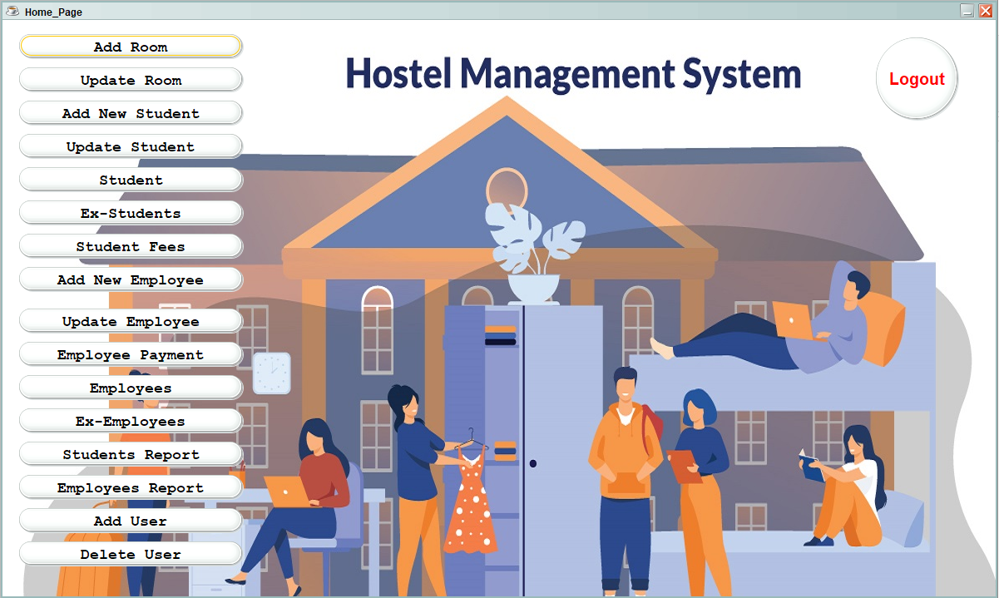 Home_Page
Hostel Management System
Logout
Add Room
Update Room
Add New Student
Update Student
Student
Ex-Students
Student Fees
Add New Employee
Update Employee
Employee Payment
Employees
Ex-Employees
Students Report
Employees Report
Add User
Delete User